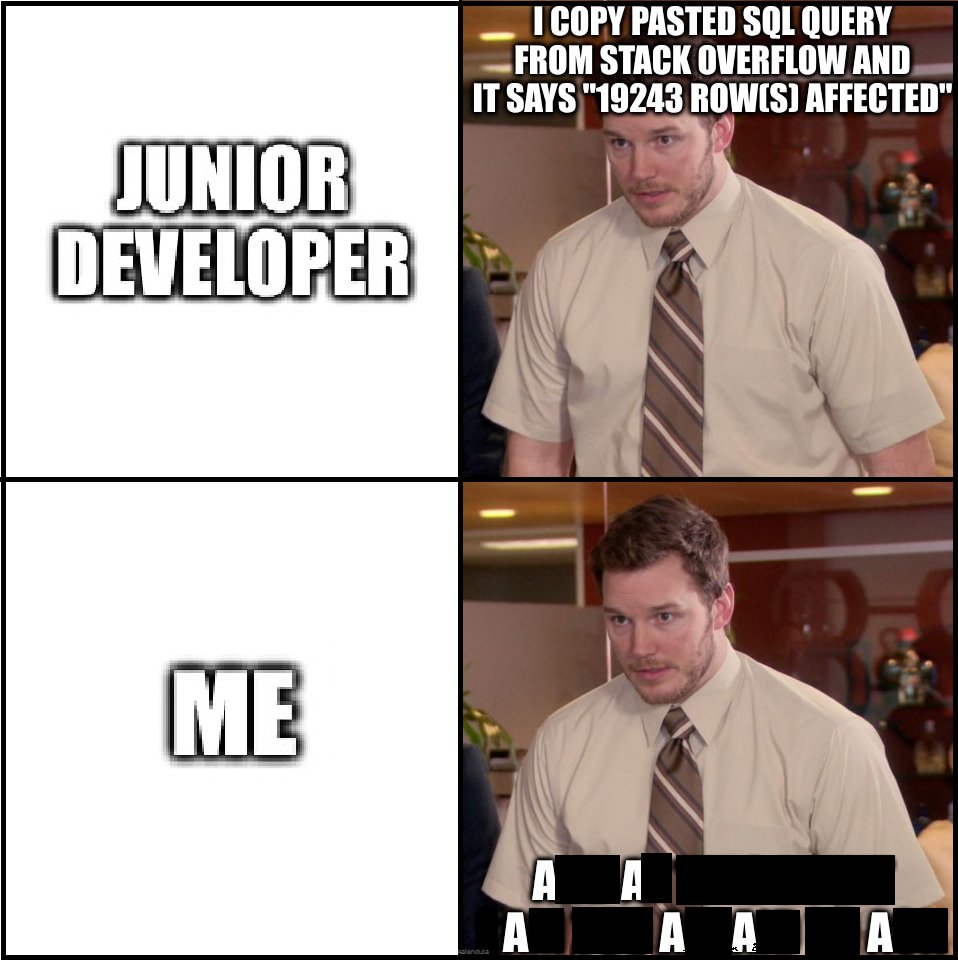 I COPY PASTED SQL QUERY
FROM STACK OVERFLOW AND
IT SAYS "19243 ROW(S) AFFECTED"
JUNIOR
DEVELOPER
ME
A A
A A A A